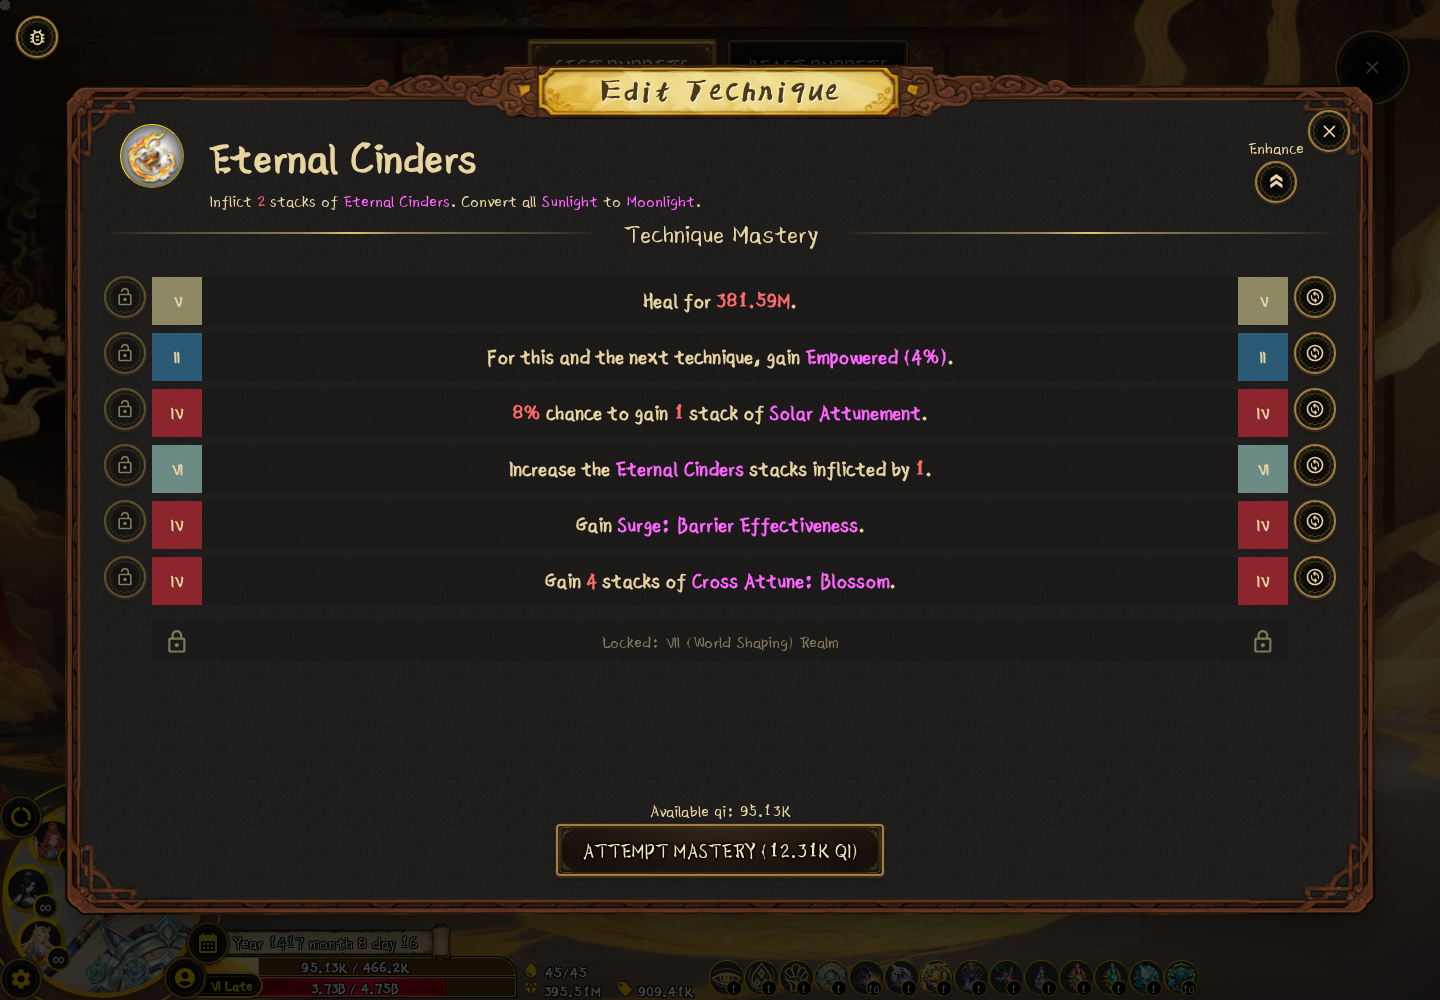 Edit Technique
Eternal Cinders
Enhance
Inflict 2 stacks of Eternal Cinders. Convert all Sunlight to Moonlight.
Technique Mastery
V Heal for 381.59M. V
II For this and the next technique, gain Empowered (4%). II
IV 8% chance to gain 1 stack of Solar Attunement. IV
VI Increase the Eternal Cinders stacks inflicted by 1. VI
IV Gain Surge: Barrier Effectiveness. IV
IV Gain 4 stacks of Cross Attune: Blossom. IV
Locked: VII (World Shaping) Realm
Available qi: 95.13K
ATTEMPT MASTERY (12.31K QI)
Year 1417 month 8 day 16
95.13K / 466.2K
45/45
VI Late
3.73B / 4.75B
395.51M
909.41K